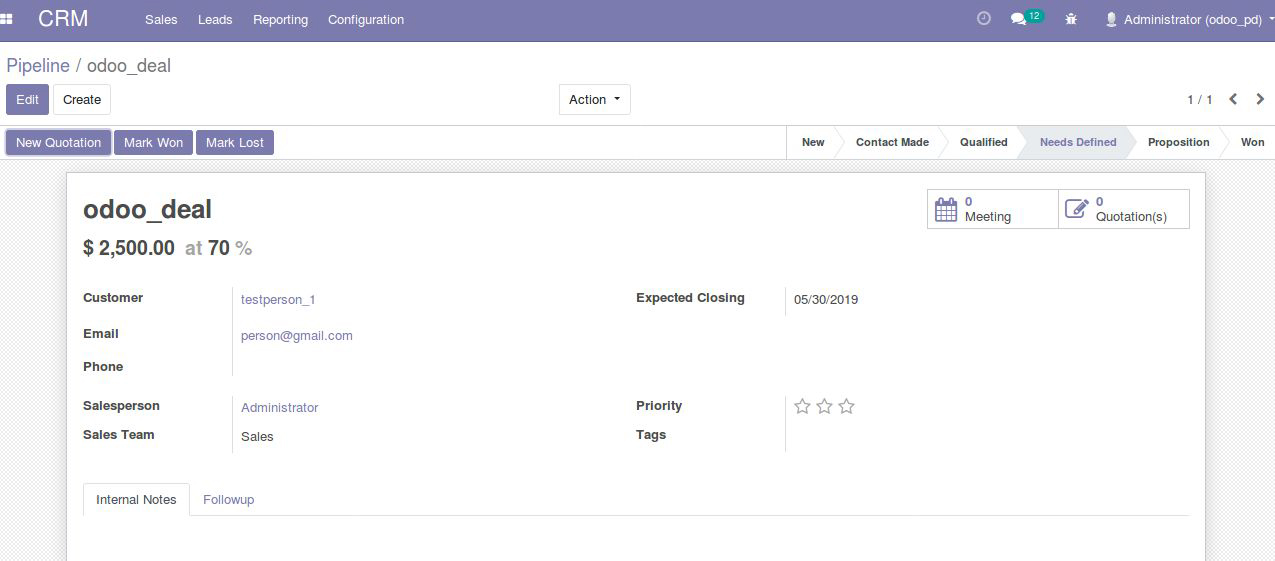 CRM Sales Leads Reporting Configuration 12 Administrator (odoo_pd)
Pipeline / odoo_deal
Edit Create Action 1 / 1
New Quotation Mark Won Mark Lost New Contact Made Qualified Needs Defined Proposition Won
odoo_deal
0
Meeting
0
Quotation(s)
$ 2,500.00 at 70 %
Customer testperson_1 Expected Closing 05/30/2019
Email person@gmail.com
Phone
Salesperson Administrator Priority
Sales Team Sales Tags
Internal Notes Followup